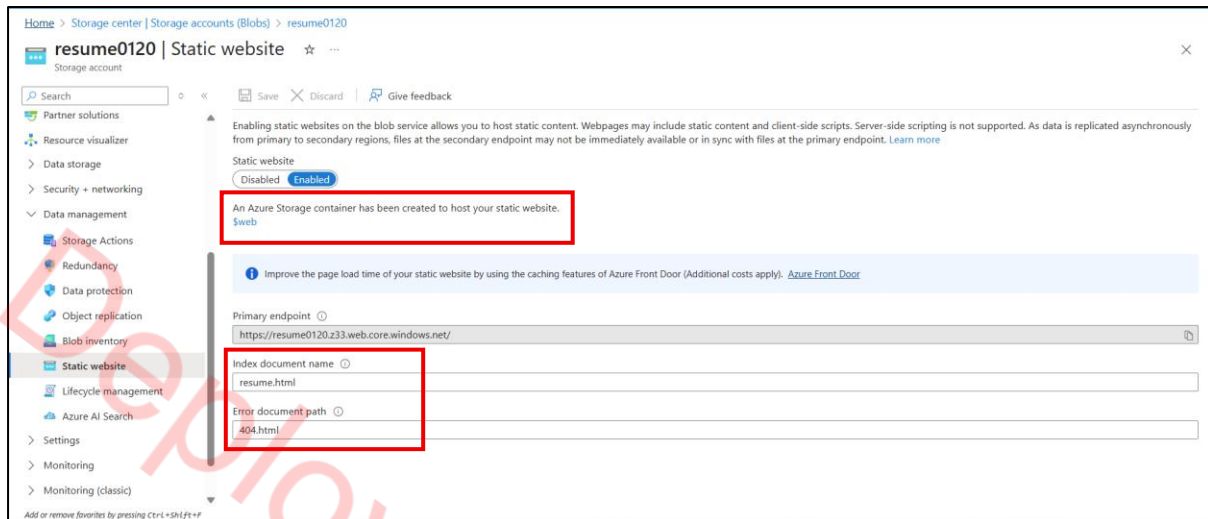 Home > Storage center | Storage accounts (Blobs) > resume0120
resume0120 | Static website ☆ ...
Storage account
Search
Save Discard Give feedback
Partner solutions
Resource visualizer
Data storage
Security + networking
Data management
Storage Actions
Redundancy
Data protection
Object replication
Blob inventory
Static website
Lifecycle management
Azure AI Search
Settings
Monitoring
Monitoring (classic)
Add or remove favorites by pressing Ctrl+Shift+F
Enabling static websites on the blob service allows you to host static content. Webpages may include static content and client-side scripts. Server-side scripting is not supported. As data is replicated asynchronously
from primary to secondary regions, files at the secondary endpoint may not be immediately available or in sync with files at the primary endpoint. Learn more
Static website
Disabled Enabled
An Azure Storage container has been created to host your static website.
$web
Improve the page load time of your static website by using the caching features of Azure Front Door (Additional costs apply). Azure Front Door
Primary endpoint
https://resume0120.z33.web.core.windows.net/
Index document name
resume.html
Error document path
404.html
Deplo